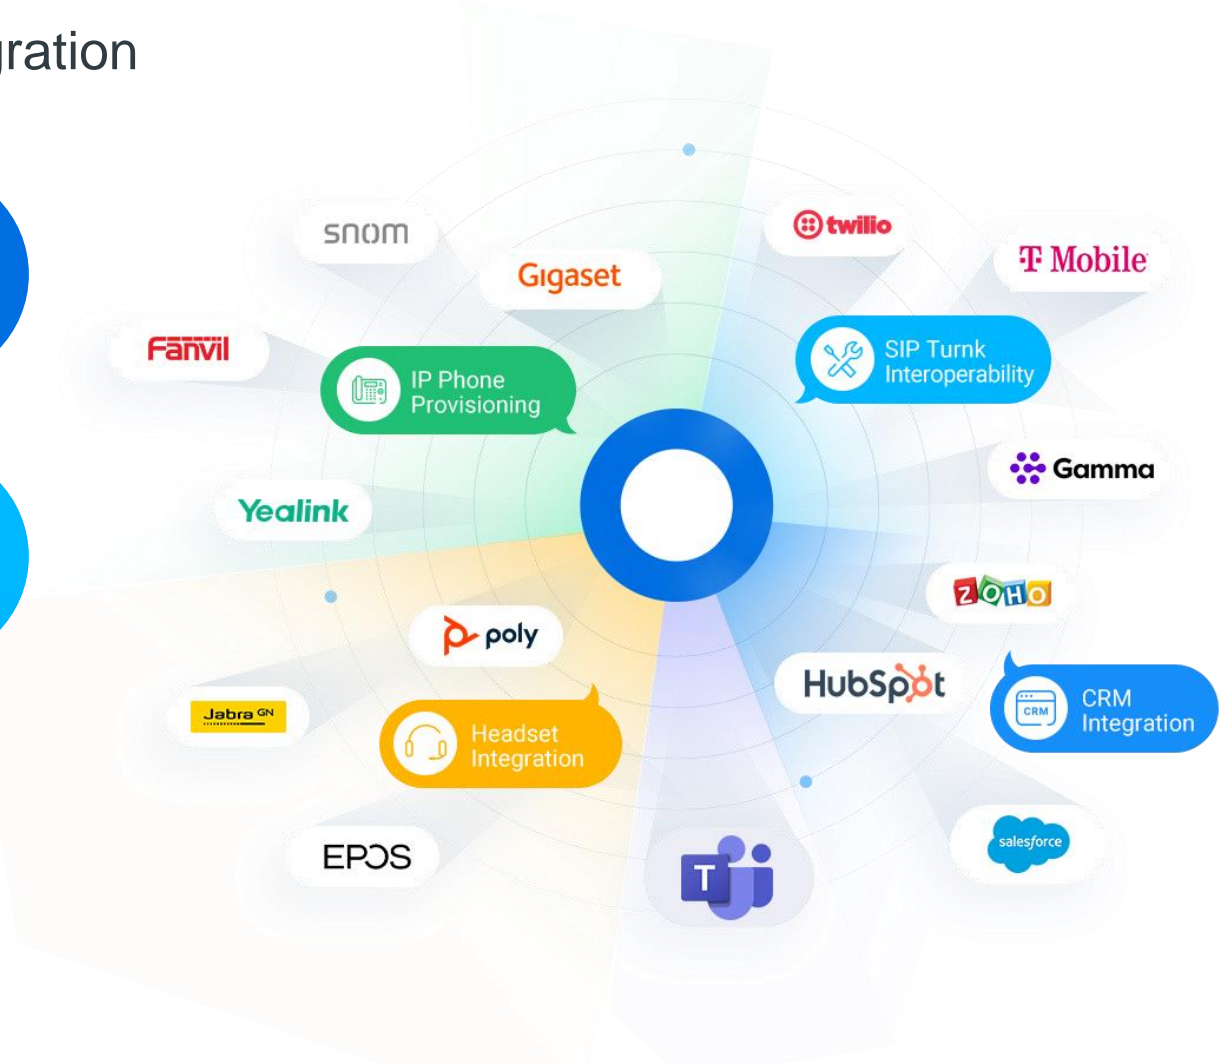 gration
snom
twilio
T Mobile
Gigaset
Fanvil
SIP Turnk
Interoperability
IP Phone
Provisioning
Gamma
Yealink
ZOHO
poly
HubSpot
CRM
CRM
Integration
Jabra GN
Headset
Integration
salesforce
EPOS
T